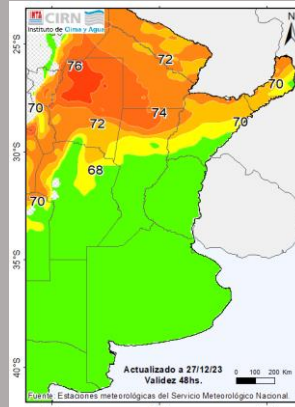 INTA CIRN
Instituto de Clima y Agua
N
25°S
72
76
70
70
74
72
70
30°S
68
70
35°S
40°S
Actualizado a 27/12/23
Validez 48hs.
0 100 200 Km
Fuente: Estaciones meteorológicas del Servicio Meteorológico Nacional.